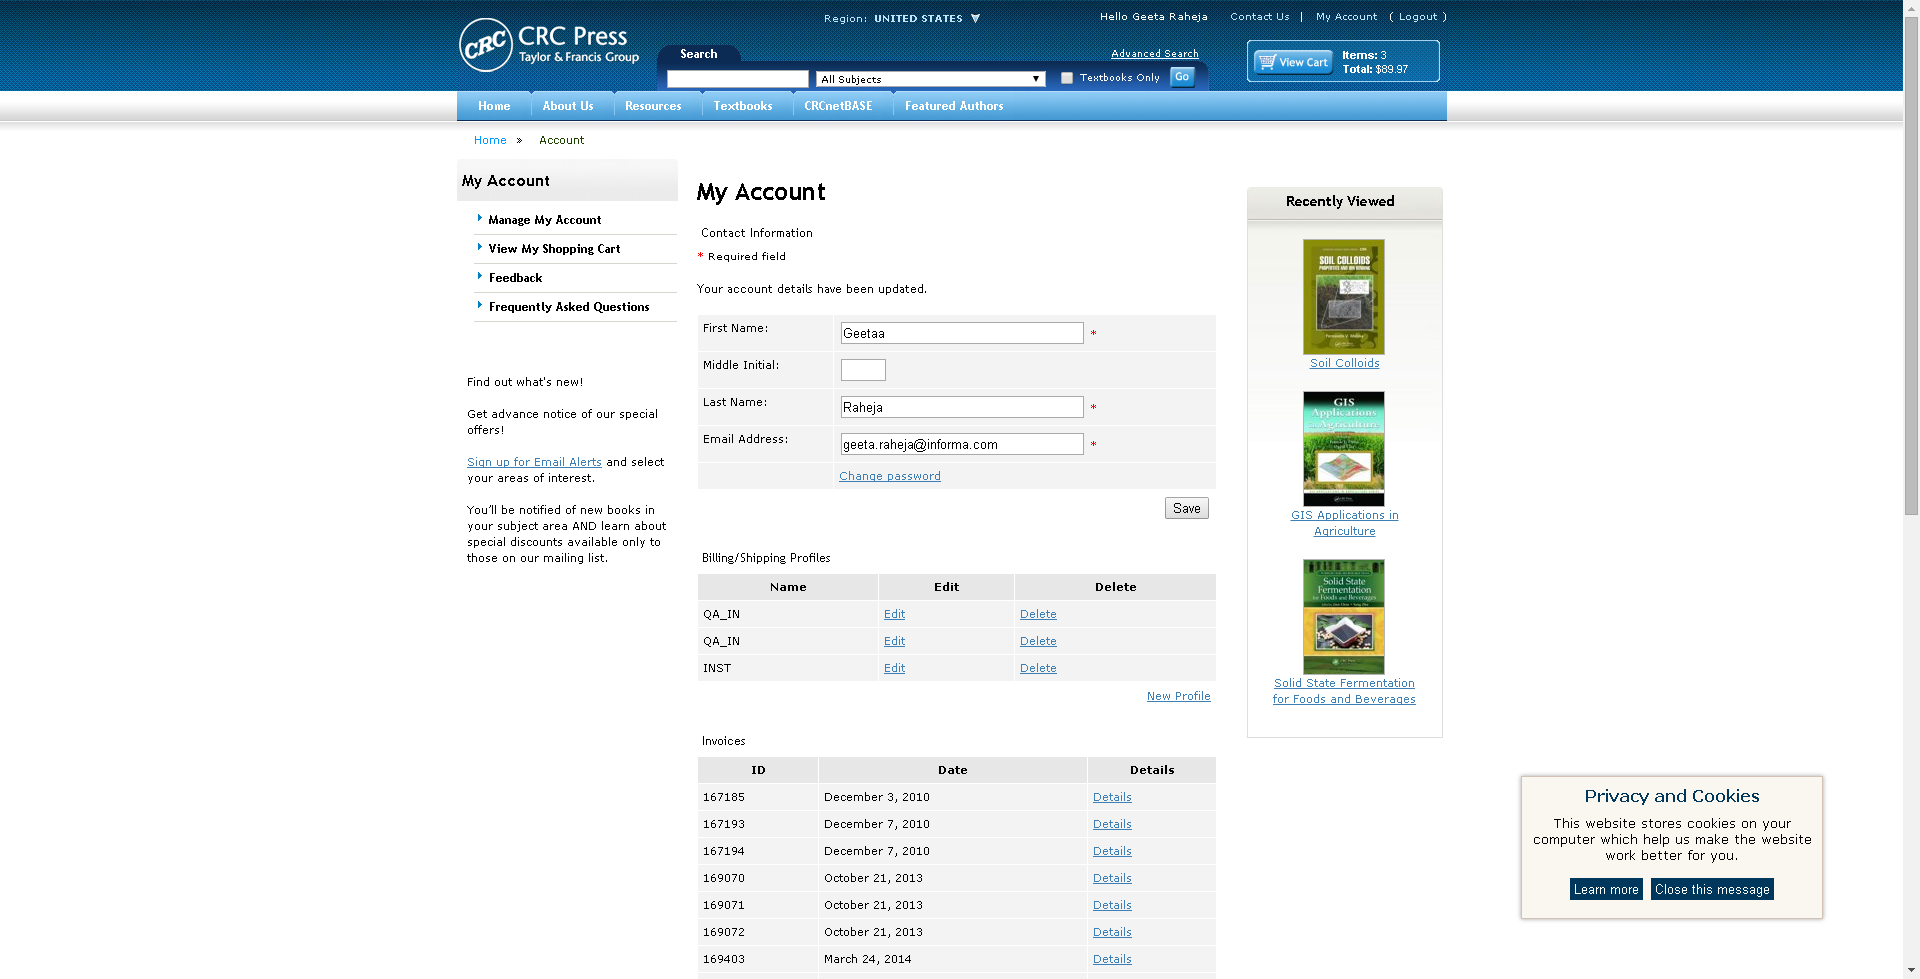 Region: UNITED STATES
Hello Geeta Raheja
Contact Us | My Account ( Logout )
CRC
CRC Press
Taylor & Francis Group
Search
Advanced Search
All Subjects
Textbooks Only
Go
View Cart
Items: 3
Total: $89.97
Home
About Us
Resources
Textbooks
CRCnetBASE
Featured Authors
Home » Account
My Account
Manage My Account
View My Shopping Cart
Feedback
Frequently Asked Questions
Find out what's new!
Get advance notice of our special
offers!
Sign up for Email Alerts and select
your areas of interest.
You'll be notified of new books in
your subject area AND learn about
special discounts available only to
those on our mailing list.
My Account
Contact Information
* Required field
Your account details have been updated.
First Name: Geetaa *
Middle Initial:
Last Name: Raheja *
Email Address: geeta.raheja@informa.com *
Change password
Save
Billing/Shipping Profiles
Name Edit Delete
QA_IN Edit Delete
QA_IN Edit Delete
INST Edit Delete
New Profile
Invoices
ID Date Details
167185 December 3, 2010 Details
167193 December 7, 2010 Details
167194 December 7, 2010 Details
169070 October 21, 2013 Details
169071 October 21, 2013 Details
169072 October 21, 2013 Details
169403 March 24, 2014 Details
Recently Viewed
SOIL COLLOIDS
Soil Colloids
GIS
Applications
in Agriculture
GIS Applications in
Agriculture
Solid State
Fermentation
for Foods and Beverages
Solid State Fermentation
for Foods and Beverages
Privacy and Cookies
This website stores cookies on your
computer which help us make the website
work better for you.
Learn more
Close this message